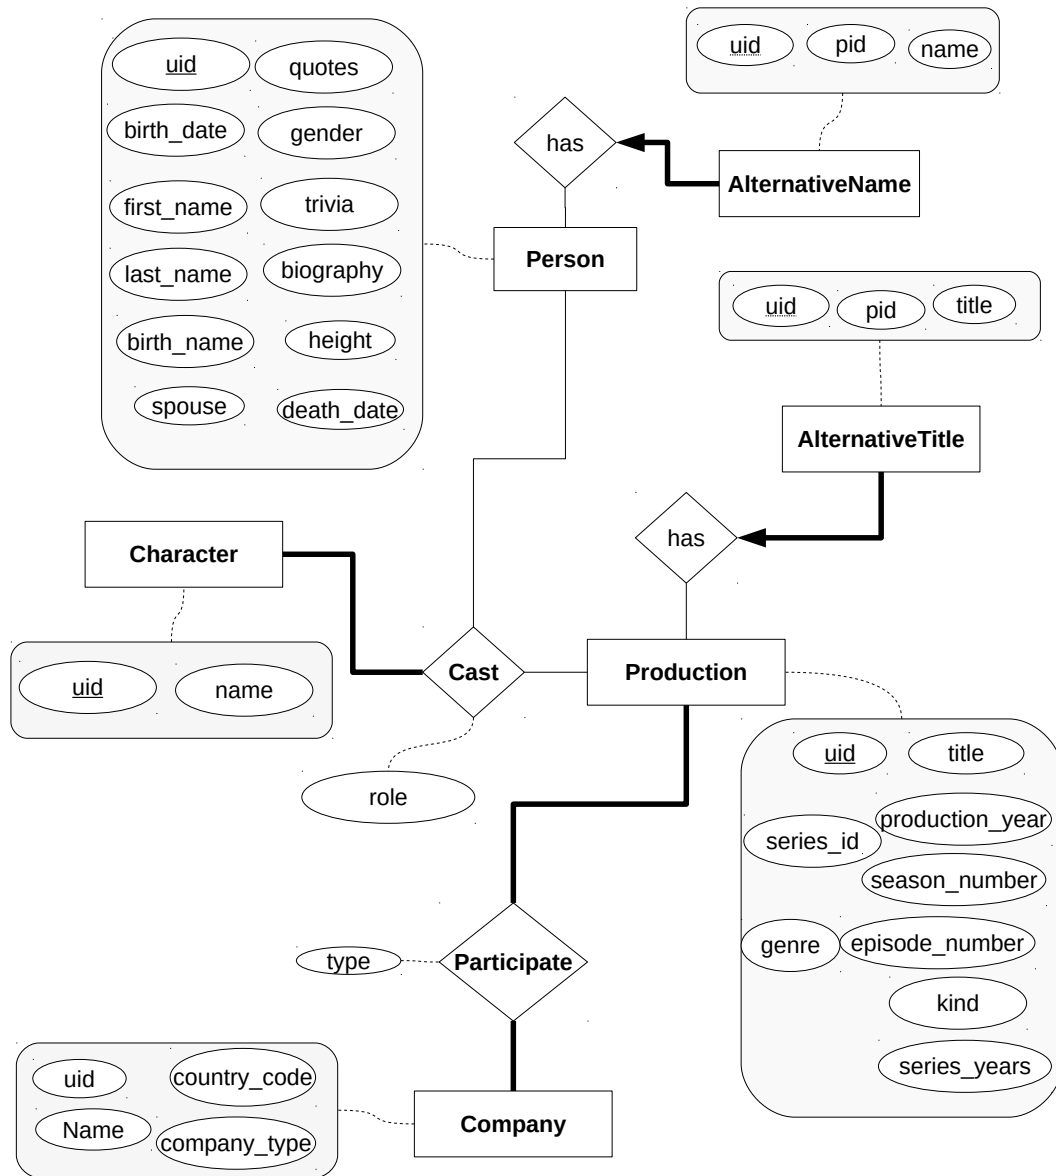 uid
pid
name
uid
quotes
birth_date
gender
has
AlternativeName
first_name
trivia
Person
last_name
biography
uid
pid
title
birth_name
height
spouse
death_date
AlternativeTitle
has
Character
Cast
Production
uid
name
role
uid
title
series_id
production_year
season_number
genre
episode_number
type
Participate
kind
series_years
uid
country_code
Name
company_type
Company